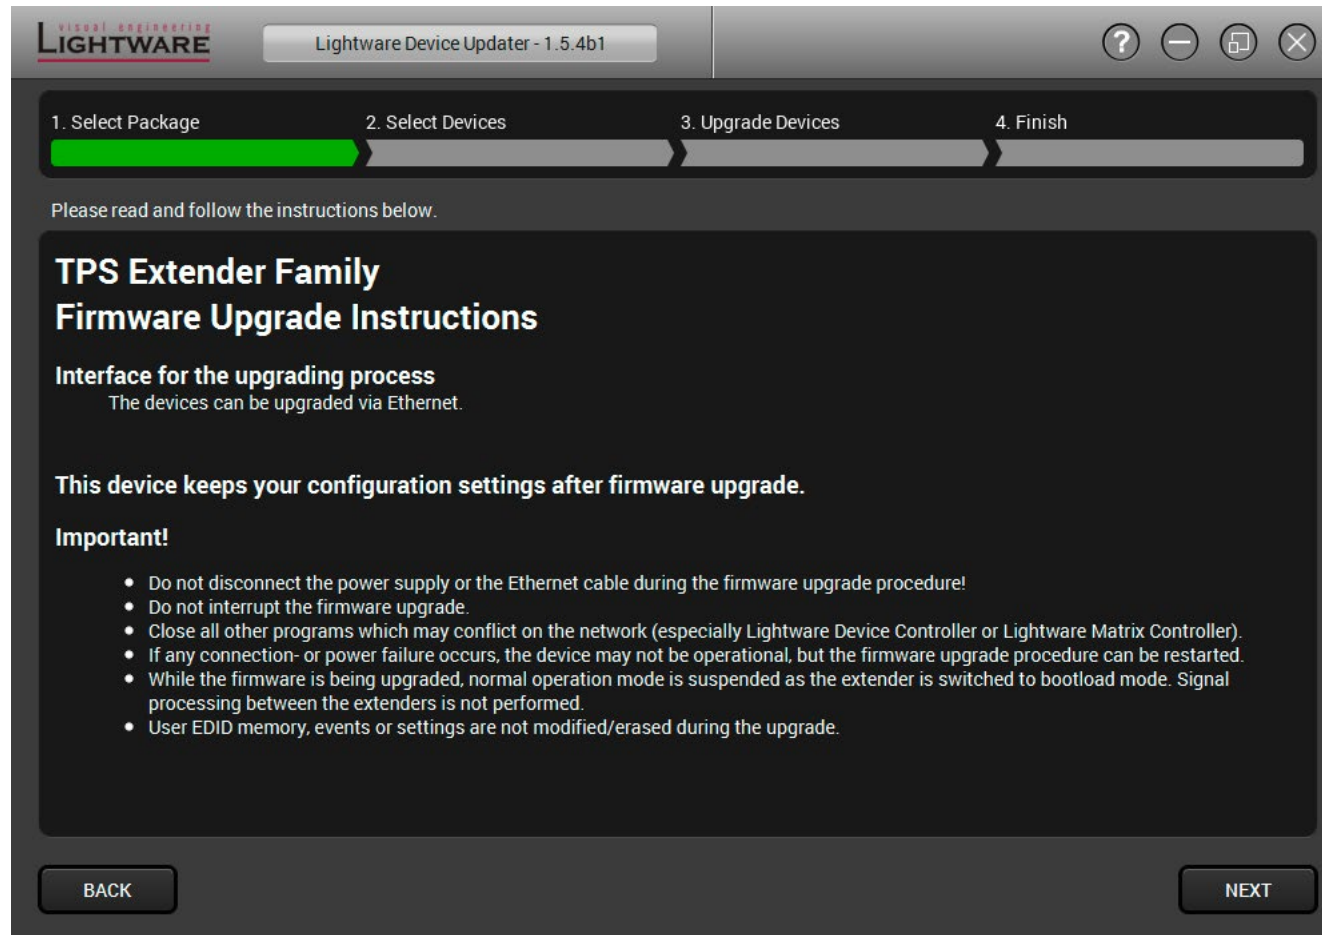 visual engineering
LIGHTWARE
Lightware Device Updater - 1.5.4b1
?
1. Select Package
2. Select Devices
3. Upgrade Devices
4. Finish
Please read and follow the instructions below.
TPS Extender Family
Firmware Upgrade Instructions
Interface for the upgrading process
The devices can be upgraded via Ethernet.
This device keeps your configuration settings after firmware upgrade.
Important!
Do not disconnect the power supply or the Ethernet cable during the firmware upgrade procedure!
Do not interrupt the firmware upgrade.
Close all other programs which may conflict on the network (especially Lightware Device Controller or Lightware Matrix Controller).
If any connection- or power failure occurs, the device may not be operational, but the firmware upgrade procedure can be restarted.
While the firmware is being upgraded, normal operation mode is suspended as the extender is switched to bootload mode. Signal
processing between the extenders is not performed.
User EDID memory, events or settings are not modified/erased during the upgrade.
BACK
NEXT